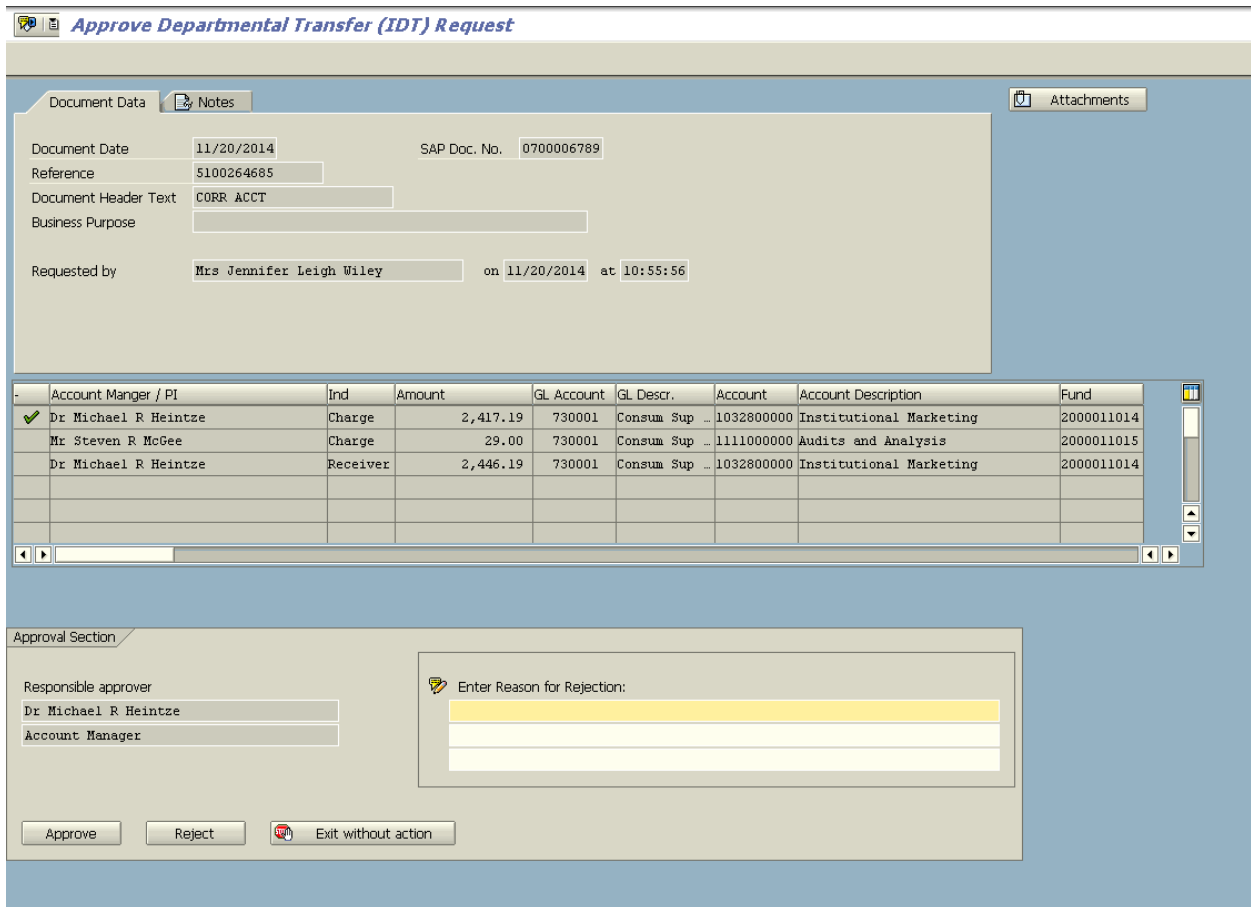 Approve Departmental Transfer (IDT) Request
Document Data Notes Attachments
Document Date 11/20/2014 SAP Doc. No. 0700006789
Reference 5100264685
Document Header Text CORR ACCT
Business Purpose
Requested by Mrs Jennifer Leigh Wiley on 11/20/2014 at 10:55:56
- Account Manger / PI Ind Amount GL Account GL Descr. Account Account Description Fund
Dr Michael R Heintze Charge 2,417.19 730001 Consum Sup … 1032800000 Institutional Marketing 2000011014
Mr Steven R McGee Charge 29.00 730001 Consum Sup … 1111000000 Audits and Analysis 2000011015
Dr Michael R Heintze Receiver 2,446.19 730001 Consum Sup … 1032800000 Institutional Marketing 2000011014
Approval Section
Responsible approver
Dr Michael R Heintze
Account Manager
Enter Reason for Rejection:
Approve Reject Exit without action